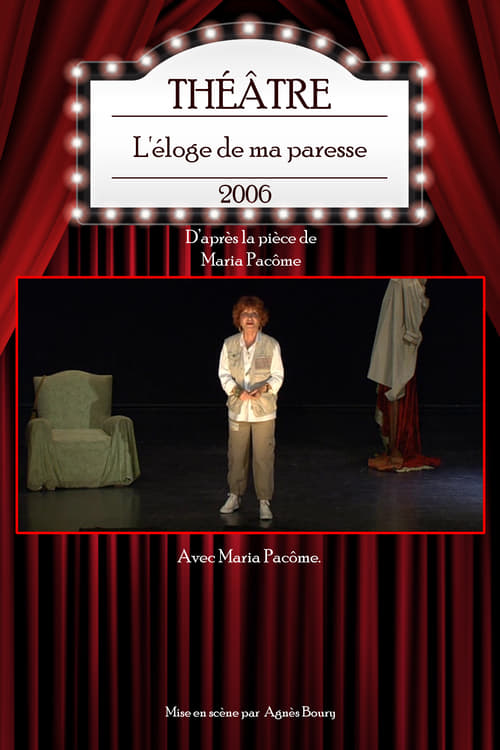 THÉÂTRE
L'éloge de ma paresse
2006
D'après la pièce de
Maria Pacôme
Avec Maria Pacôme.
Mise en scène par Agnès Boury